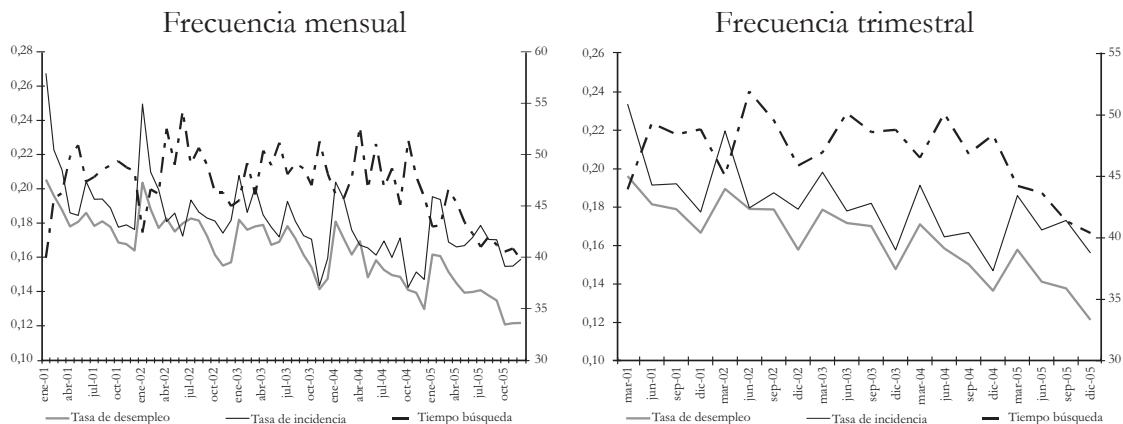 Frecuencia mensual
0,28
0,26
0,24
0,22
0,20
0,18
0,16
0,14
0,12
0,10
60
55
50
45
40
35
30
ene-01
abr-01
jul-01
oct-01
ene-02
abr-02
jul-02
oct-02
ene-03
abr-03
jul-03
oct-03
ene-04
abr-04
jul-04
oct-04
ene-05
abr-05
jul-05
oct-05
Tasa de desempleo Tasa de incidencia Tiempo búsqueda
Frecuencia trimestral
0,26
0,24
0,22
0,20
0,18
0,16
0,14
0,12
0,10
55
50
45
40
35
30
mar-01
jun-01
sep-01
dic-01
mar-02
jun-02
sep-02
dic-02
mar-03
jun-03
sep-03
dic-03
mar-04
jun-04
sep-04
dic-04
mar-05
jun-05
sep-05
dic-05
Tasa de desempleo Tasa de incidencia Tiempo búsqueda